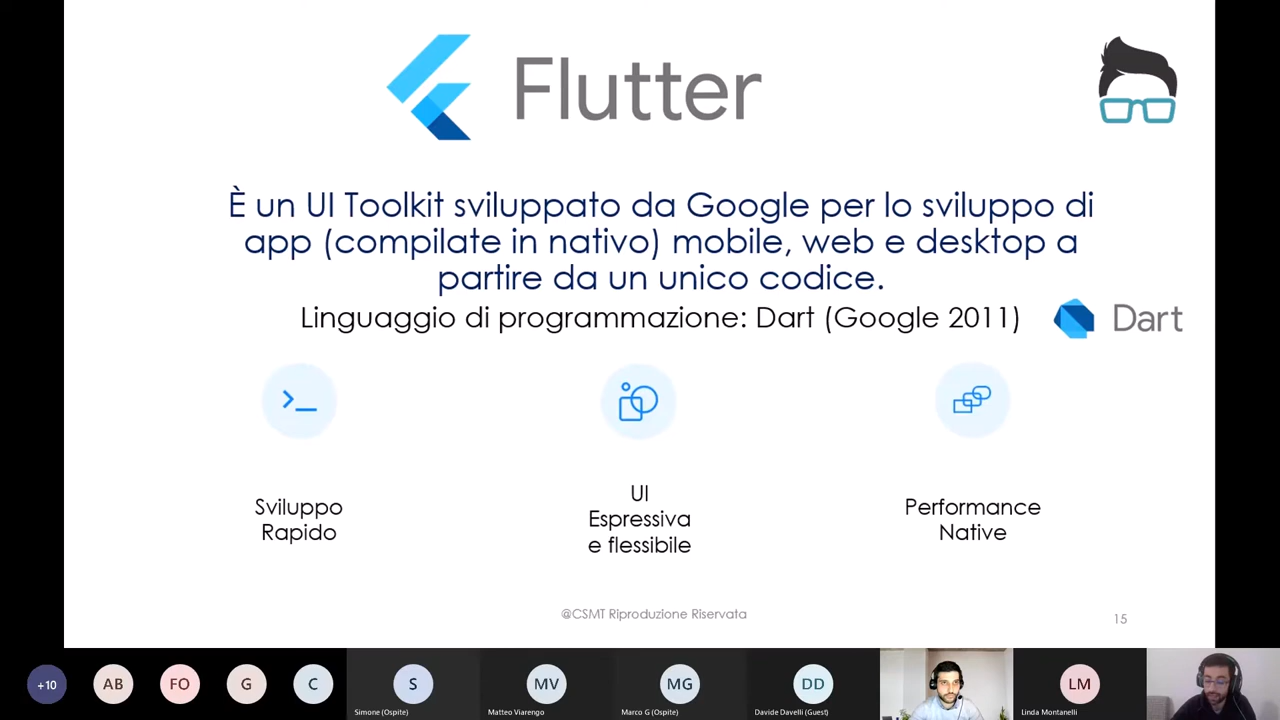 Flutter
È un UI Toolkit sviluppato da Google per lo sviluppo di
app (compilate in nativo) mobile, web e desktop a
partire da un unico codice.
Linguaggio di programmazione: Dart (Google 2011)
Dart
Sviluppo
Rapido
UI
Espressiva
e flessibile
Performance
Native
@CSMT Riproduzione Riservata
15
+10
AB
FO
G
C
S
Simone (Ospite)
MV
Matteo Viarengo
MG
Marco G (Ospite)
DD
Davide Davelli (Guest)
LM
Linda Montanelli